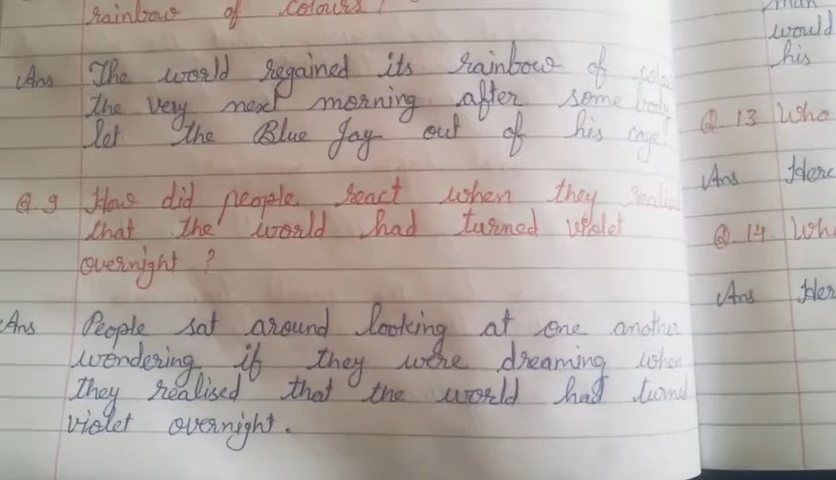 rainbow of colours?
Ans The world regained its rainbow of
the very next morning after some body
let the Blue Jay out of his cage.
Q.9 How did people react when they
that the world had turned violet
overnight ?
Ans People sat around looking at one another
wondering if they were dreaming when
they realised that the world had turned
violet overnight.
would
his
Q.13 Who
Ans
Q.14
Ans